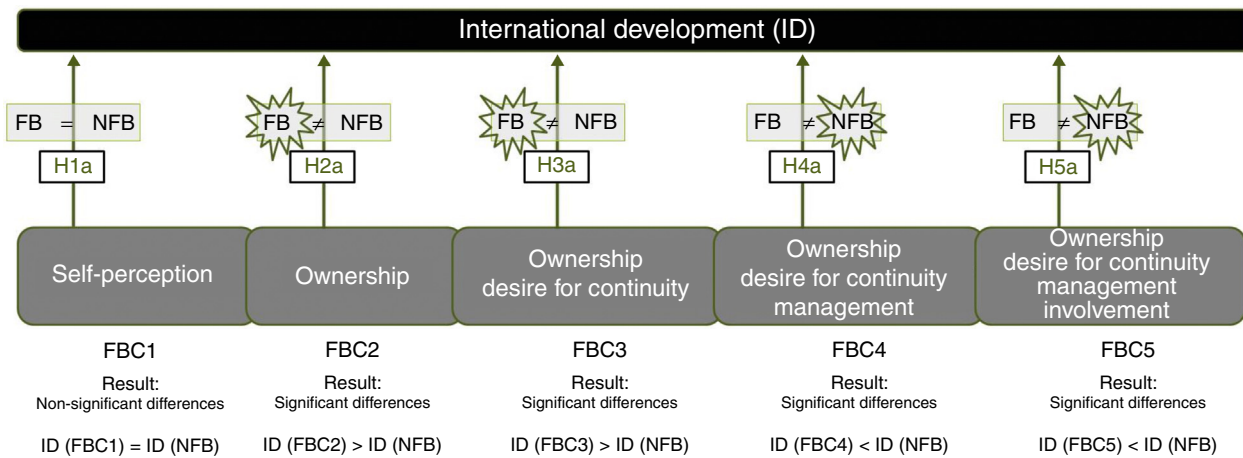 International development (ID)
FB = NFB
FB ≠ NFB
FB ≠ NFB
FB ≠ NFB
FB ≠ NFB
H1a
H2a
H3a
H4a
H5a
Self-perception
Ownership
Ownership
desire for continuity
Ownership
desire for continuity
management
Ownership
desire for continuity
management
involvement
FBC1
FBC2
FBC3
FBC4
FBC5
Result:
Non-significant differences
Result:
Significant differences
Result:
Significant differences
Result:
Significant differences
Result:
Significant differences
ID (FBC1) = ID (NFB)
ID (FBC2) > ID (NFB)
ID (FBC3) > ID (NFB)
ID (FBC4) < ID (NFB)
ID (FBC5) < ID (NFB)